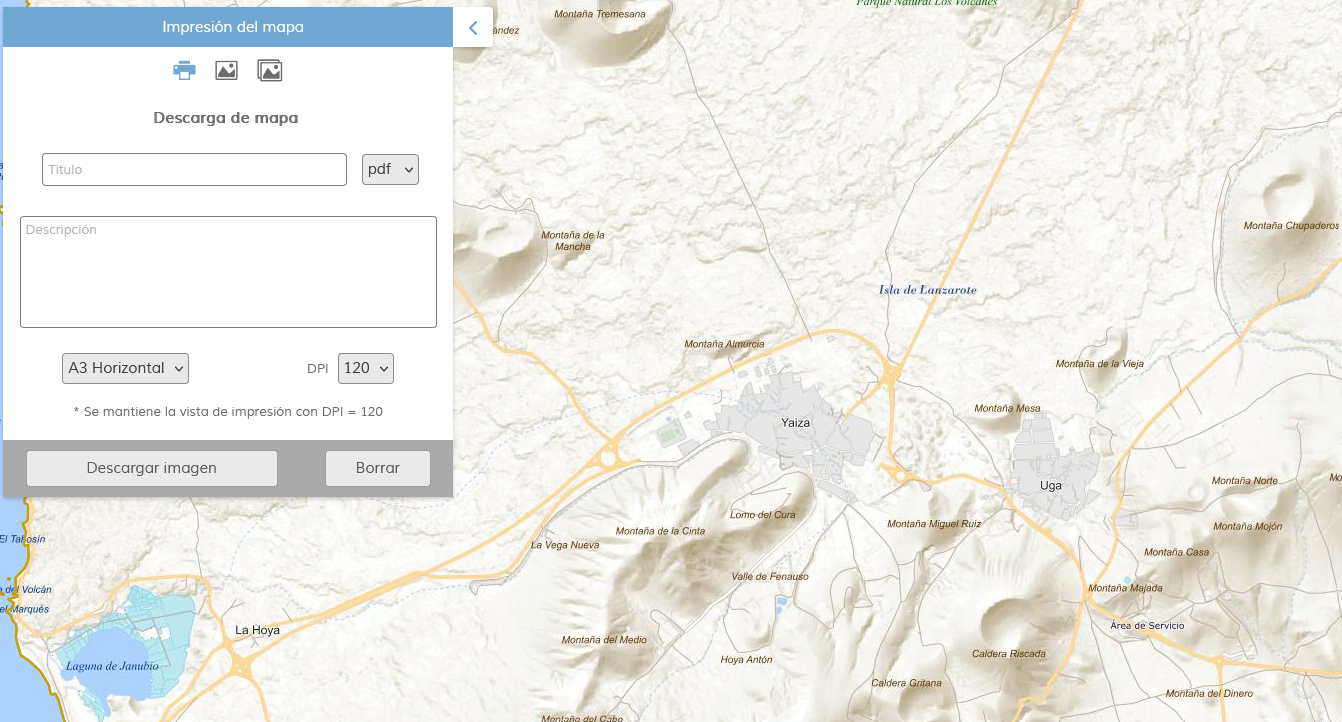 Impresión del mapa
Descarga de mapa
Titulo
pdf
Descripción
A3 Horizontal
DPI
120
* Se mantiene la vista de impresión con DPI = 120
Descargar imagen
Borrar
Parque Natural Los Volcanes
Montaña Tremesana
Montaña Chupaderos
Montaña de la
Mancha
Isla de Lanzarote
Montaña Almurcia
Montaña de la Vieja
Montaña Mesa
Yaiza
Uga
Montaña Norte
Lomo del Cura
Montaña Miguel Ruiz
Montaña Mojón
Montaña de la Cinta
La Vega Nueva
Montaña Casa
Valle de Fenauso
Montaña Majada
Área de Servicio
La Hoya
Montaña del Medio
Hoya Antón
Caldera Riscada
Laguna de Janubio
Caldera Gritana
Montaña del Dinero
Montaña del Cabo
del Volcán
Marqués